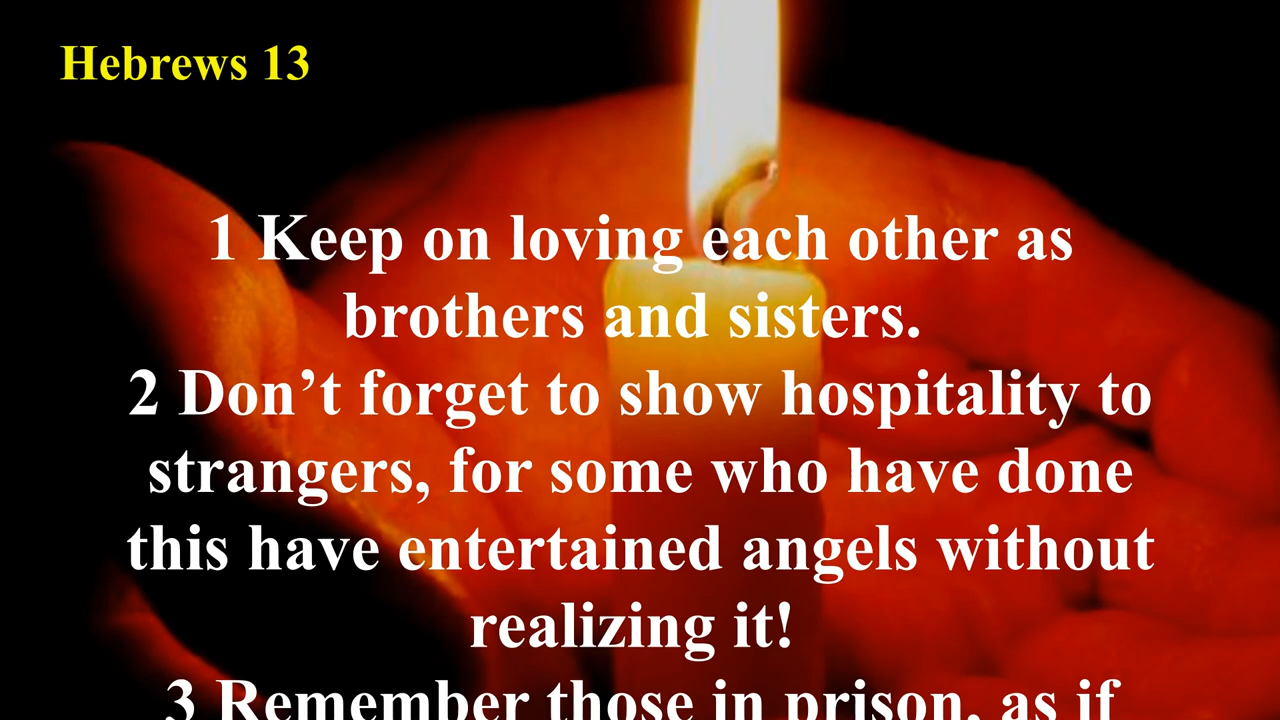 Hebrews 13
1 Keep on loving each other as
brothers and sisters.
2 Don’t forget to show hospitality to
strangers, for some who have done
this have entertained angels without
realizing it!
3 Remember those in prison, as if